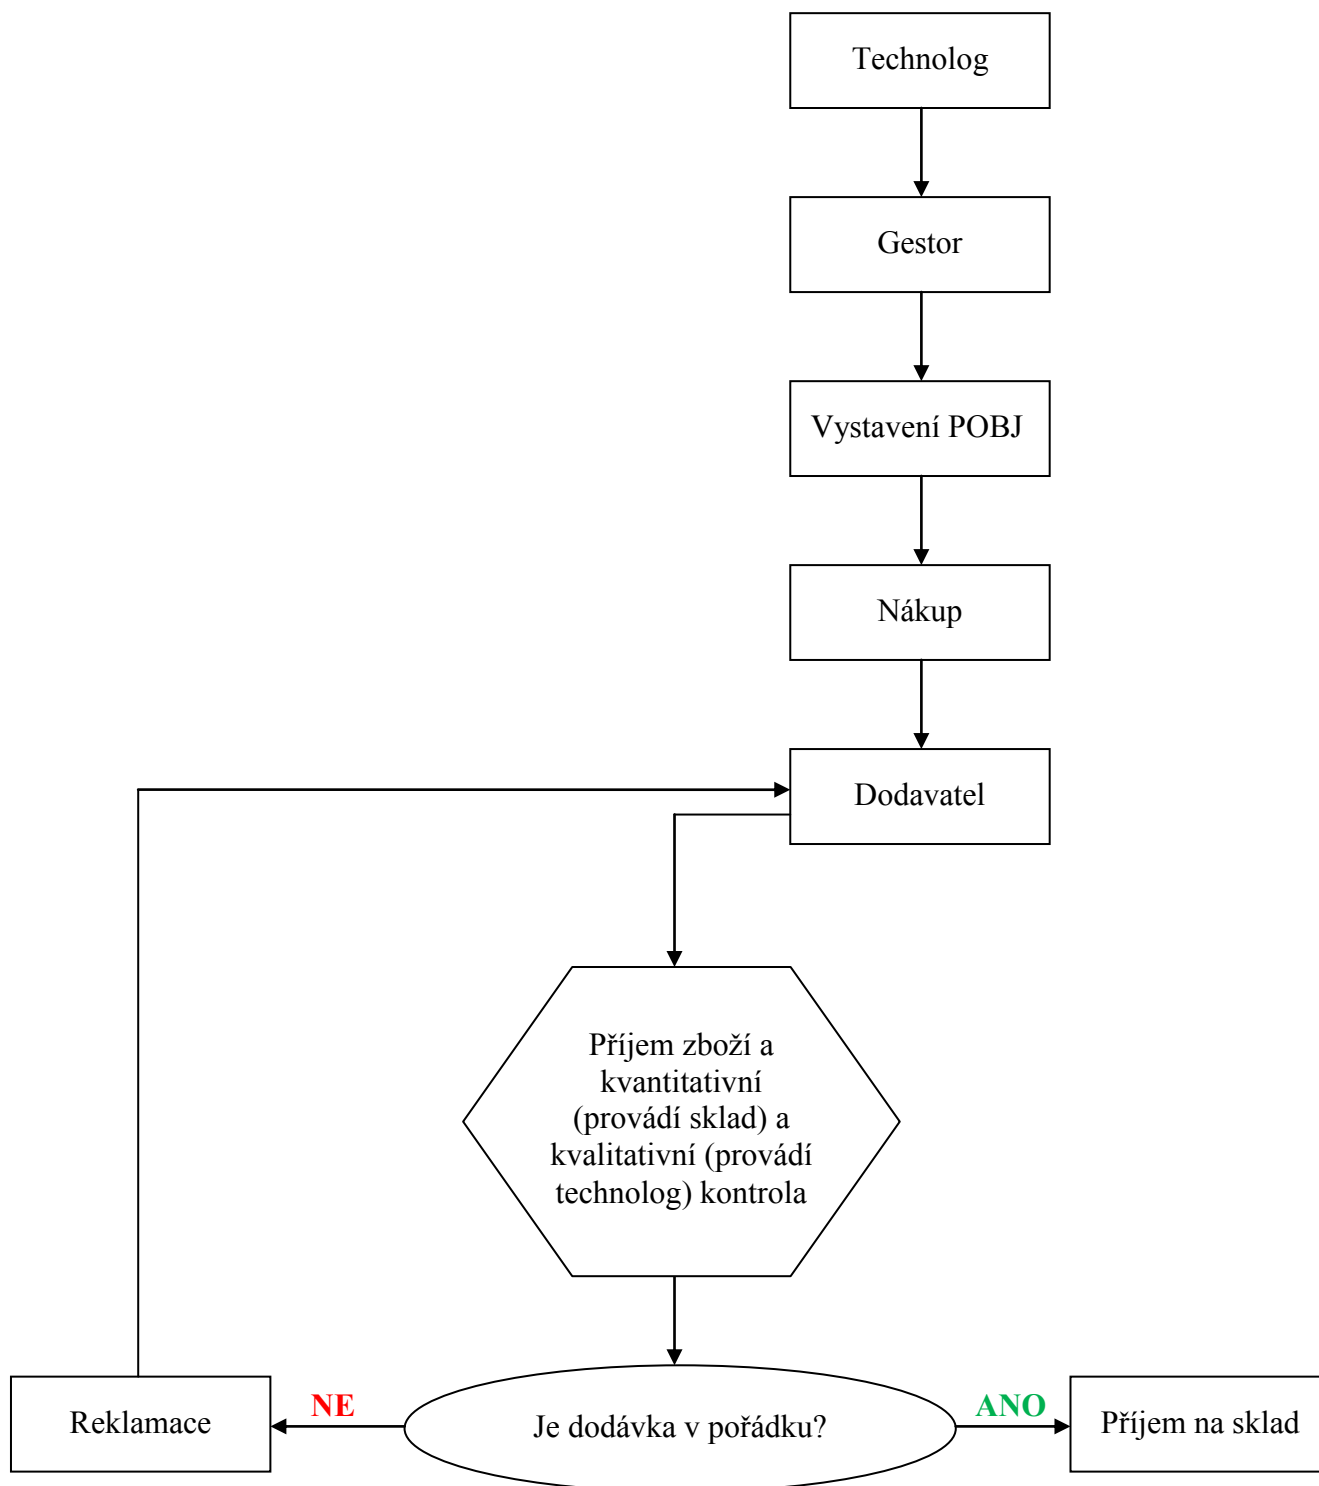 Technolog
Gestor
Vystavení POBJ
Nákup
Dodavatel
Příjem zboží a
kvantitativní
(provádí sklad) a
kvalitativní (provádí
technolog) kontrola
Reklamace
NE
Je dodávka v pořádku?
ANO
Příjem na sklad